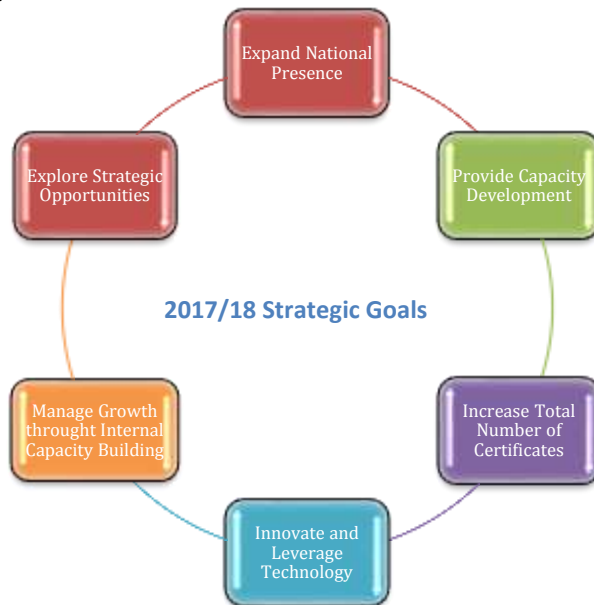 Expand National
Presence
Provide Capacity
Development
Increase Total
Number of
Certificates
Innovate and
Leverage
Technology
Manage Growth
throught Internal
Capacity Building
Explore Strategic
Opportunities
2017/18 Strategic Goals